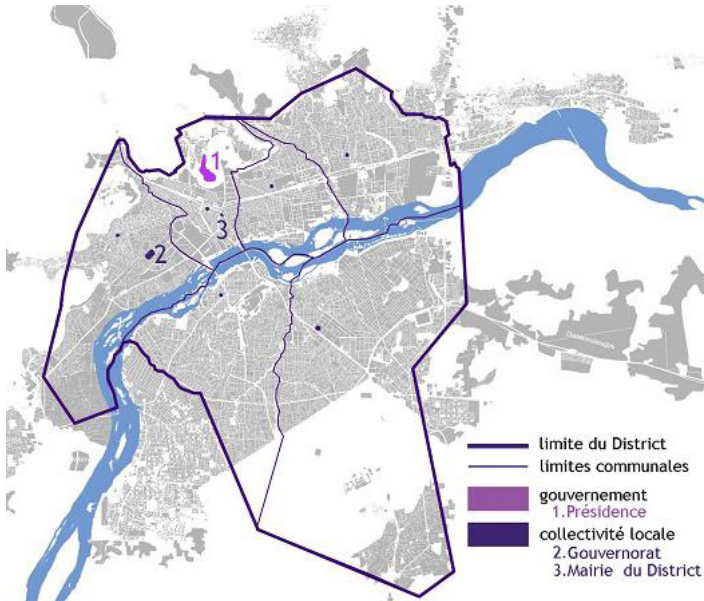 1
3
2
limite du District
limites communales
gouvernement
1.Présidence
collectivité locale
2.Gouvernorat
3.Mairie du District